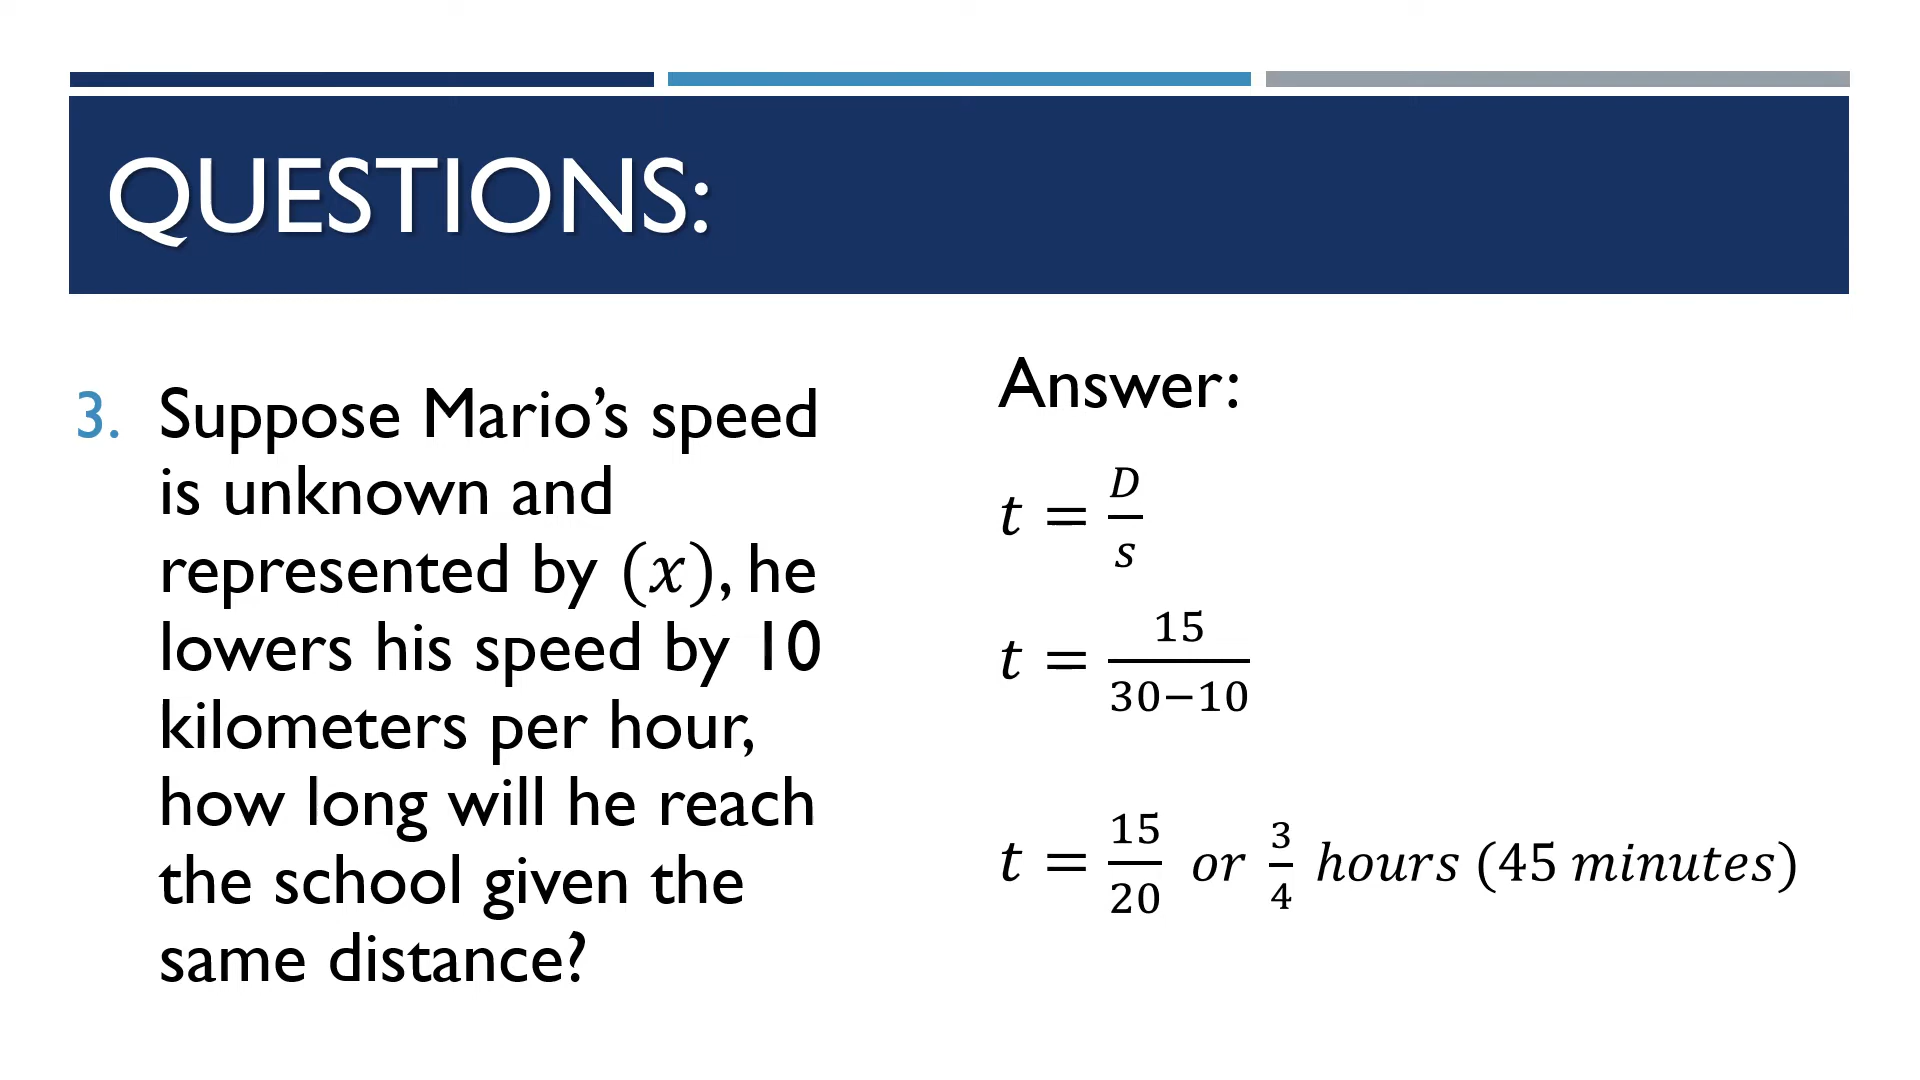 QUESTIONS:
3. Suppose Mario’s speed
is unknown and
represented by (𝑥), he
lowers his speed by 10
kilometers per hour,
how long will he reach
the school given the
same distance?
Answer:
𝑡 = 𝐷/𝑠
𝑡 = 15/(30−10)
𝑡 = 15/20 𝑜𝑟 3/4 ℎ𝑜𝑢𝑟𝑠 (45 𝑚𝑖𝑛𝑢𝑡𝑒𝑠)